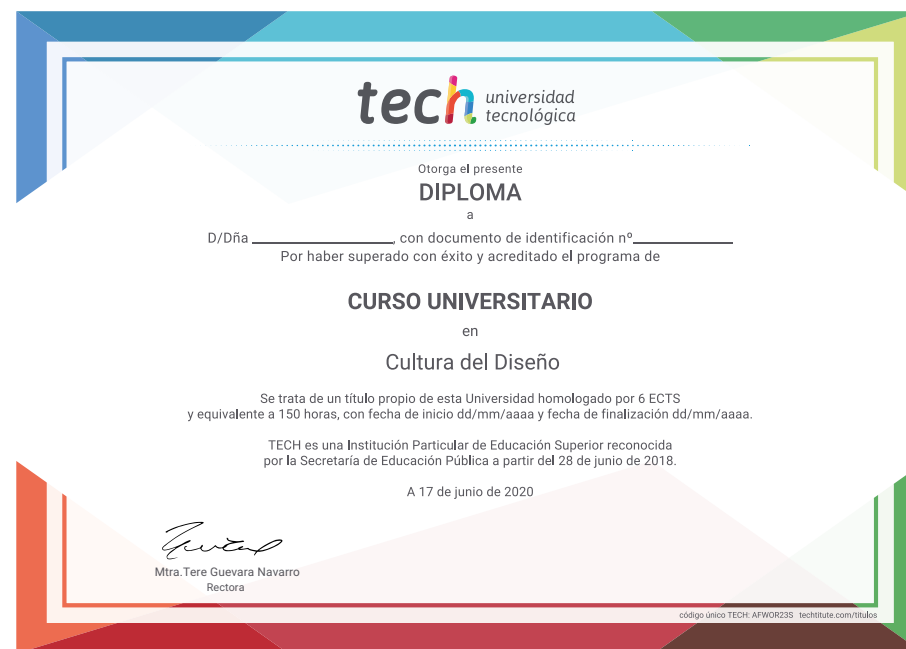 tech universidad
tecnológica
Otorga el presente
DIPLOMA
a
D/Dña ____________________, con documento de identificación nº______________
Por haber superado con éxito y acreditado el programa de
CURSO UNIVERSITARIO
en
Cultura del Diseño
Se trata de un título propio de esta Universidad homologado por 6 ECTS
y equivalente a 150 horas, con fecha de inicio dd/mm/aaaa y fecha de finalización dd/mm/aaaa.
TECH es una Institución Particular de Educación Superior reconocida
por la Secretaría de Educación Pública a partir del 28 de junio de 2018.
A 17 de junio de 2020
Mtra.Tere Guevara Navarro
Rectora
código único TECH: AFWOR23S techtitute.com/titulos